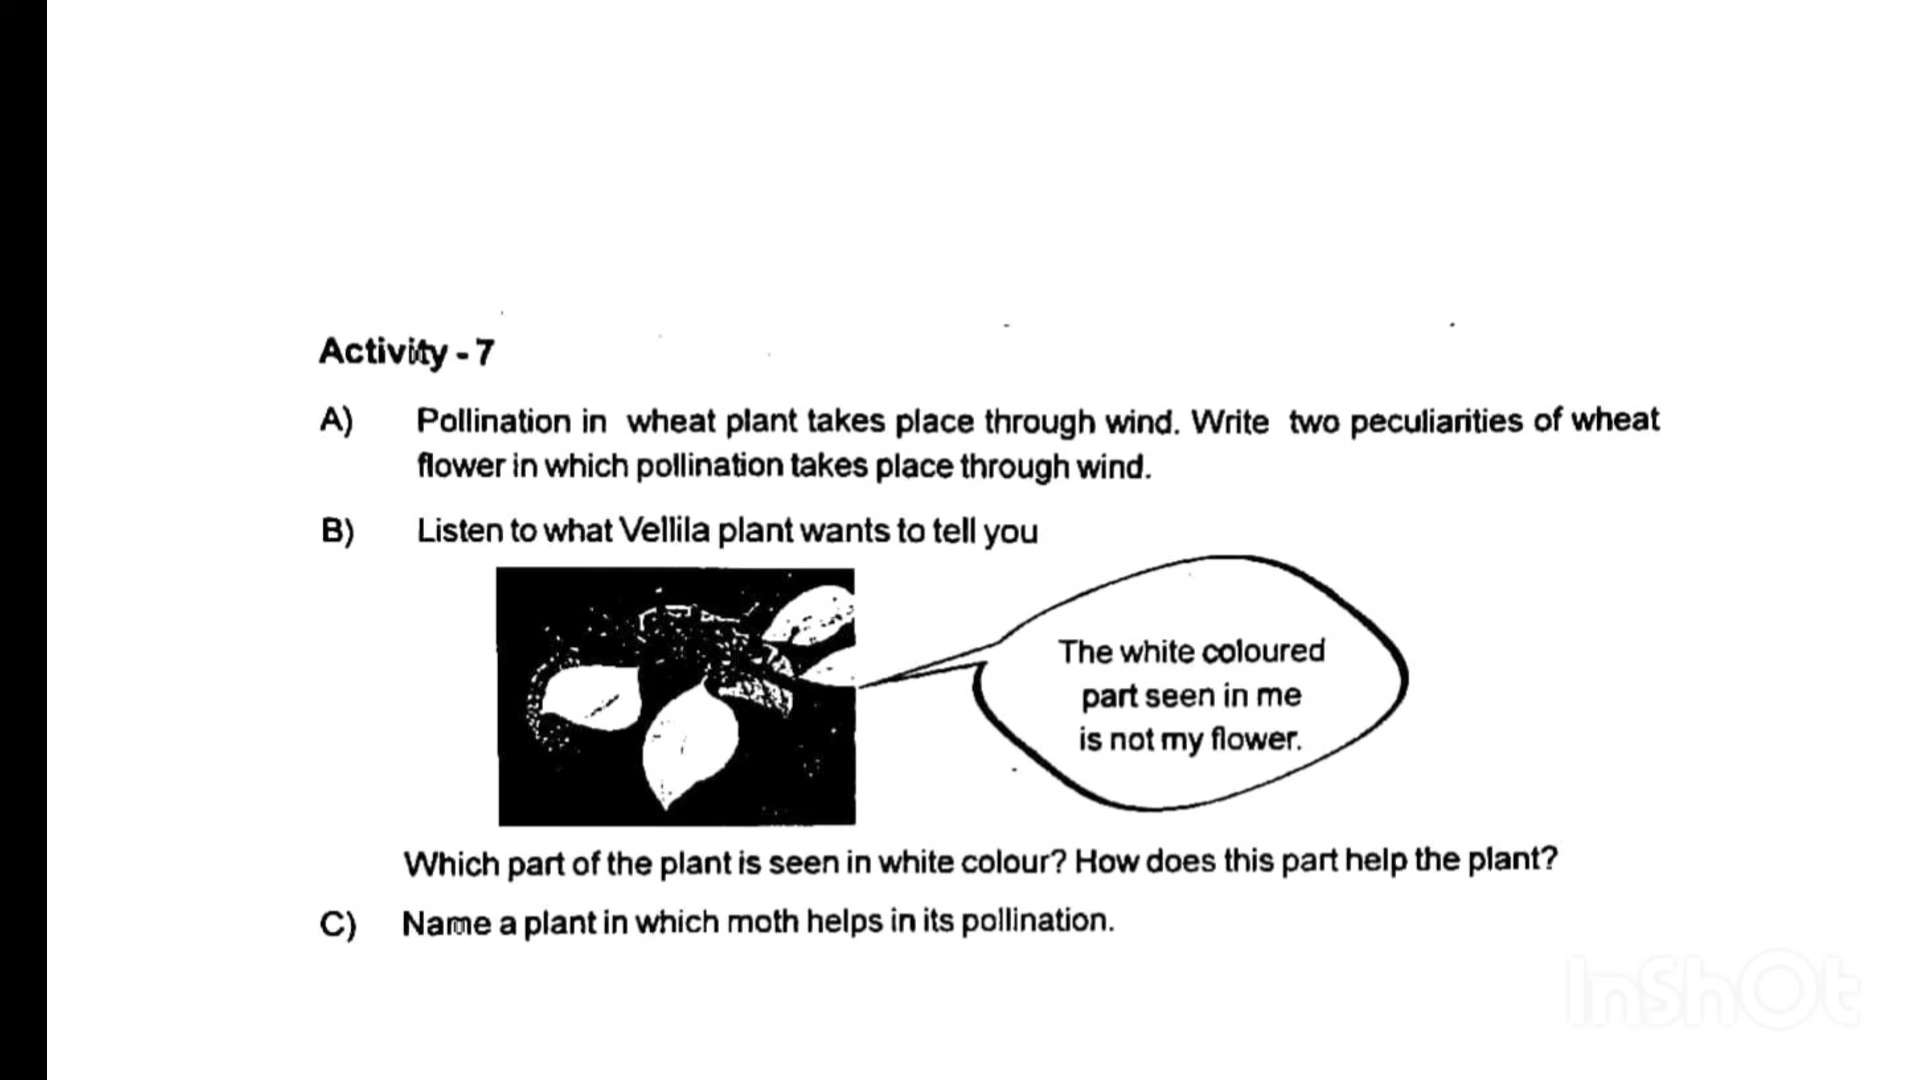 Activity - 7
A) Pollination in wheat plant takes place through wind. Write two peculiarities of wheat
flower in which pollination takes place through wind.
B) Listen to what Vellila plant wants to tell you
The white coloured
part seen in me
is not my flower.
Which part of the plant is seen in white colour? How does this part help the plant?
C) Name a plant in which moth helps in its pollination.
InShOt